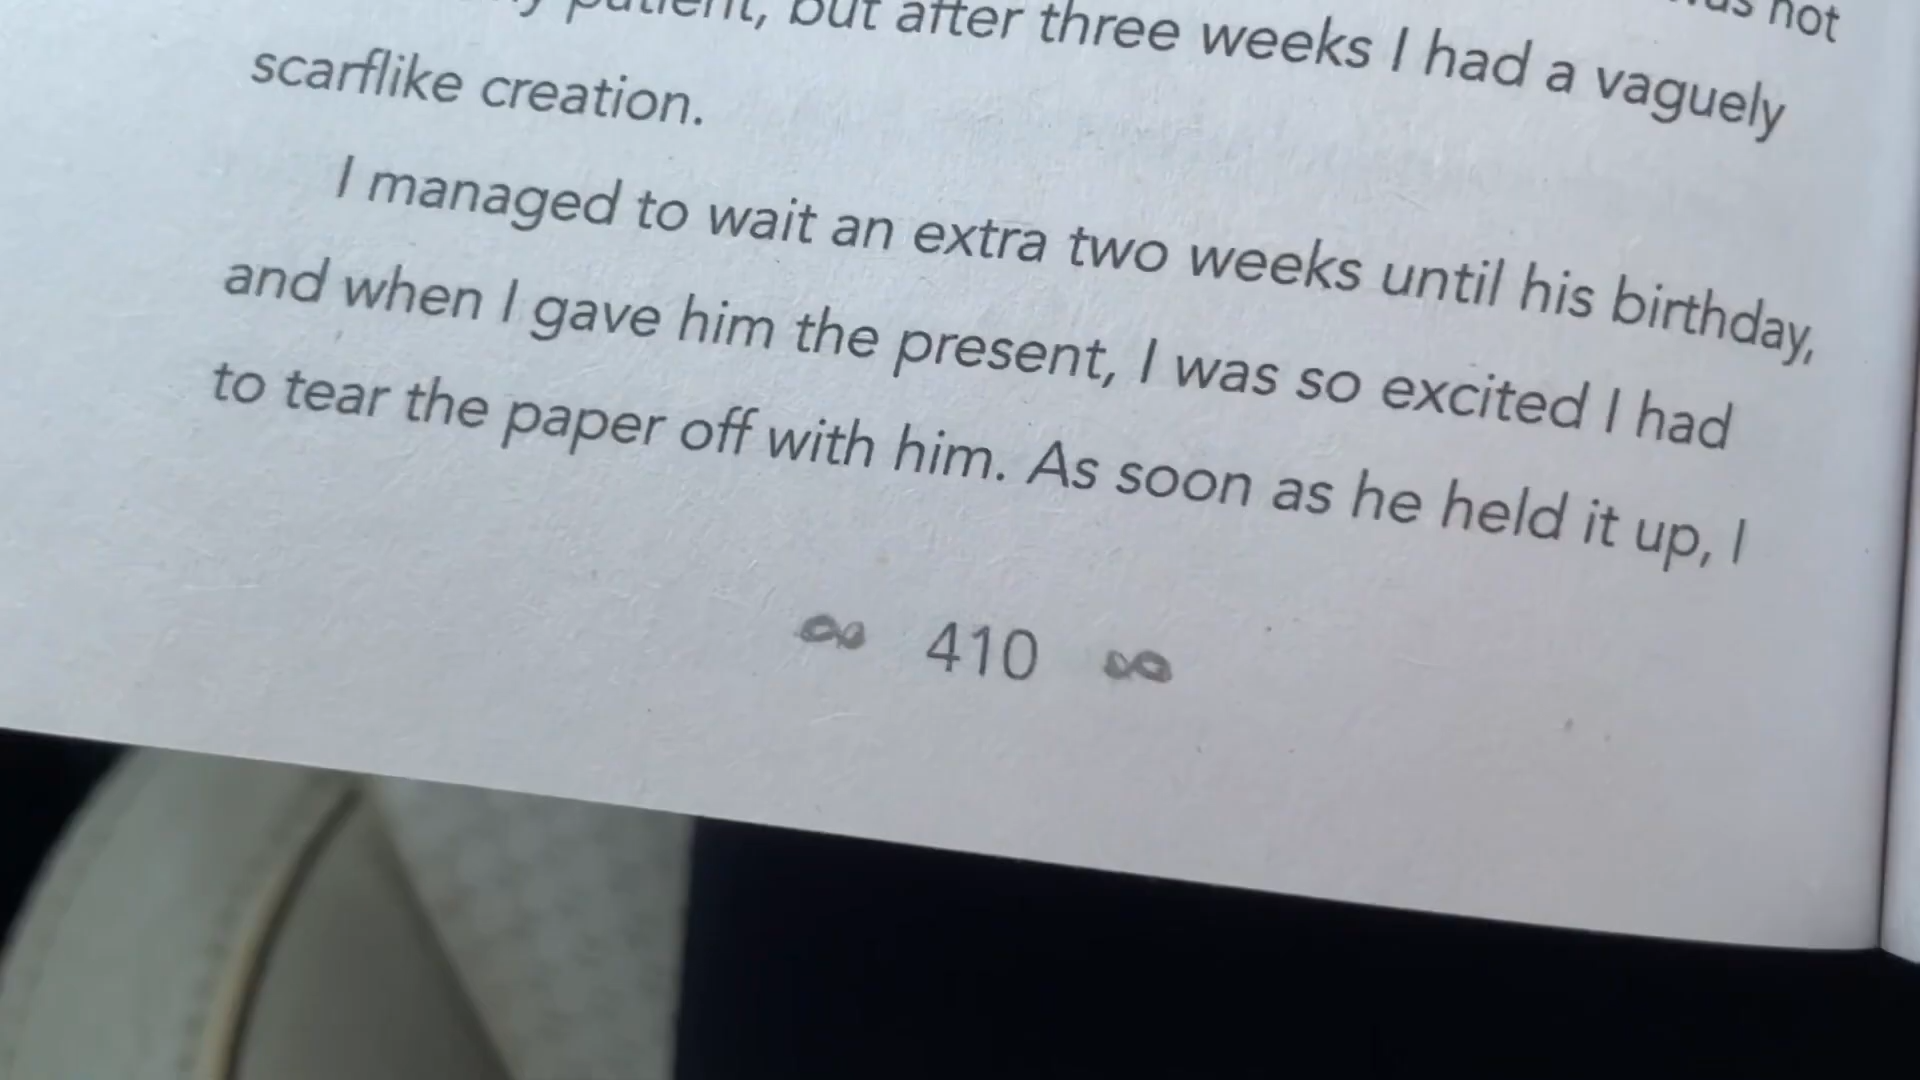 not
patient, but after three weeks I had a vaguely
scarflike creation.
I managed to wait an extra two weeks until his birthday,
and when I gave him the present, I was so excited I had
to tear the paper off with him. As soon as he held it up, I
410